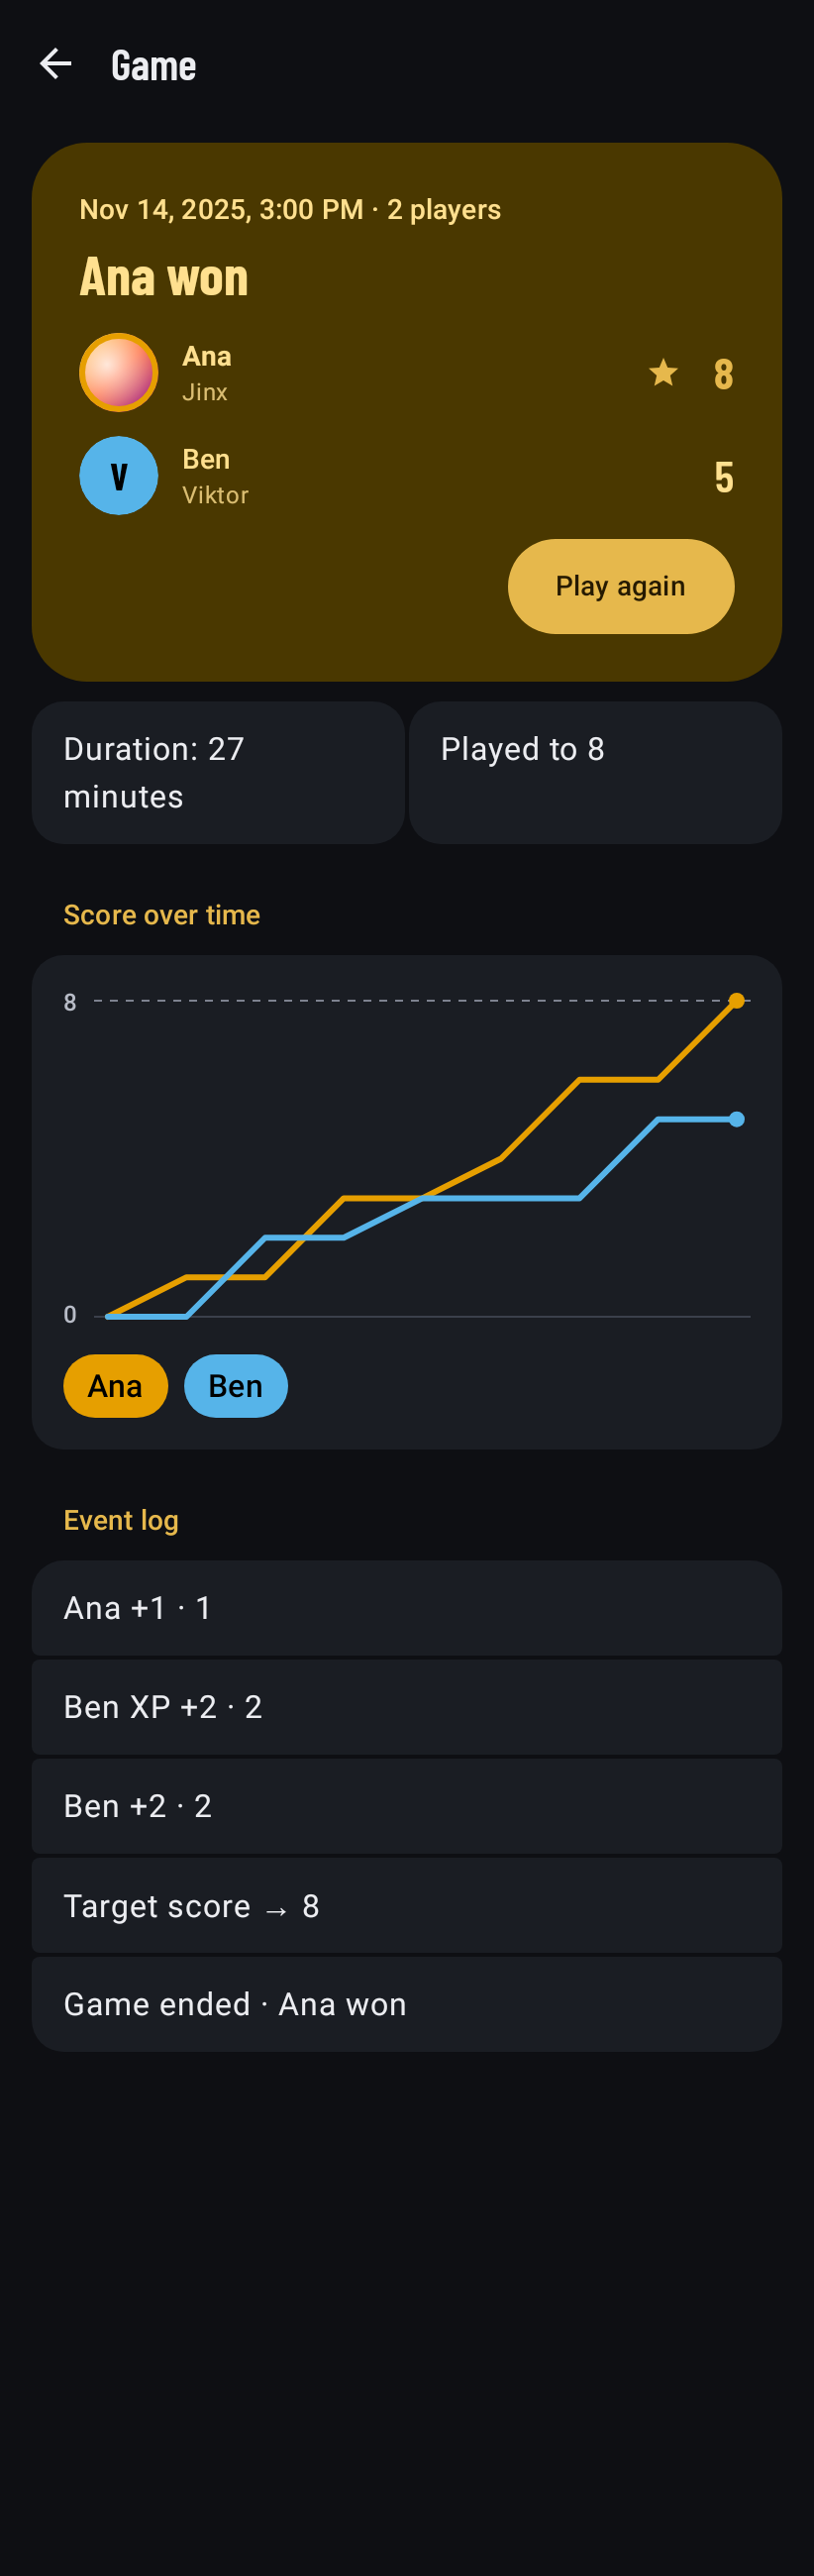 Game
Nov 14, 2025, 3:00 PM · 2 players
Ana won
Ana
Jinx
8
V
Ben
Viktor
5
Play again
Duration: 27
minutes
Played to 8
Score over time
8
0
Ana
Ben
Event log
Ana +1 · 1
Ben XP +2 · 2
Ben +2 · 2
Target score → 8
Game ended · Ana won